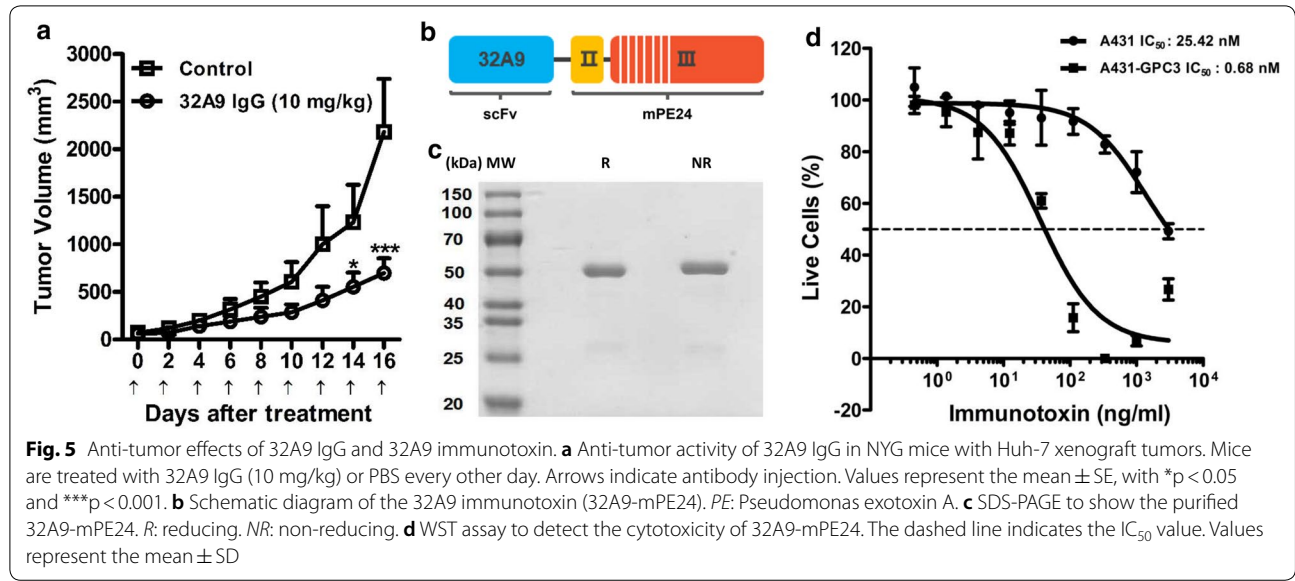 a
Tumor Volume (mm³)
3000
2500
2000
1500
1000
500
0
Control
32A9 IgG (10 mg/kg)
* ***
0 2 4 6 8 10 12 14 16
↑ ↑ ↑ ↑ ↑ ↑ ↑ ↑ ↑
Days after treatment
b
32A9 II III
scFv mPE24
c
(kDa) MW R NR
150
100
70
50
40
35
25
20
d
A431 IC₅₀: 25.42 nM
A431-GPC3 IC₅₀: 0.68 nM
Live Cells (%)
120
100
80
60
40
20
0
-20
10⁰ 10¹ 10² 10³ 10⁴
Immunotoxin (ng/ml)
Fig. 5 Anti-tumor effects of 32A9 IgG and 32A9 immunotoxin. a Anti-tumor activity of 32A9 IgG in NYG mice with Huh-7 xenograft tumors. Mice
are treated with 32A9 IgG (10 mg/kg) or PBS every other day. Arrows indicate antibody injection. Values represent the mean ± SE, with *p < 0.05
and ***p < 0.001. b Schematic diagram of the 32A9 immunotoxin (32A9-mPE24). PE: Pseudomonas exotoxin A. c SDS-PAGE to show the purified
32A9-mPE24. R: reducing. NR: non-reducing. d WST assay to detect the cytotoxicity of 32A9-mPE24. The dashed line indicates the IC₅₀ value. Values
represent the mean ± SD